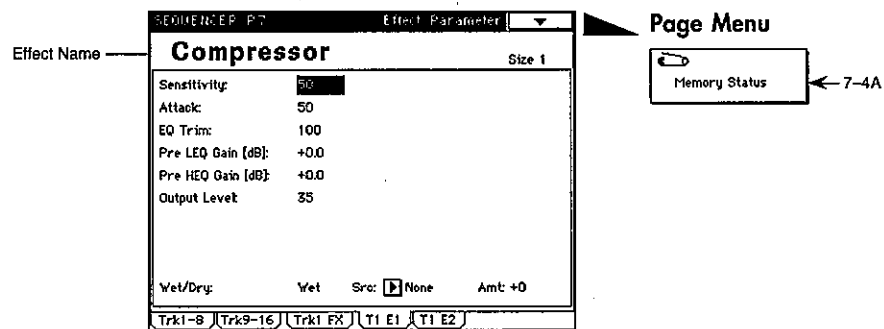 SEQUENCER P7 Effect Parameter
Page Menu
Effect Name
Compressor
Size 1
Memory Status
7-4A
Sensitivity: 50
Attack: 50
EQ Trim: 100
Pre LEQ Gain [dB]: +0.0
Pre HEQ Gain [dB]: +0.0
Output Level: 35
Wet/Dry: Wet Src: None Amt: +0
Trk1-8 Trk9-16 Trk1 FX T1 E1 T1 E2